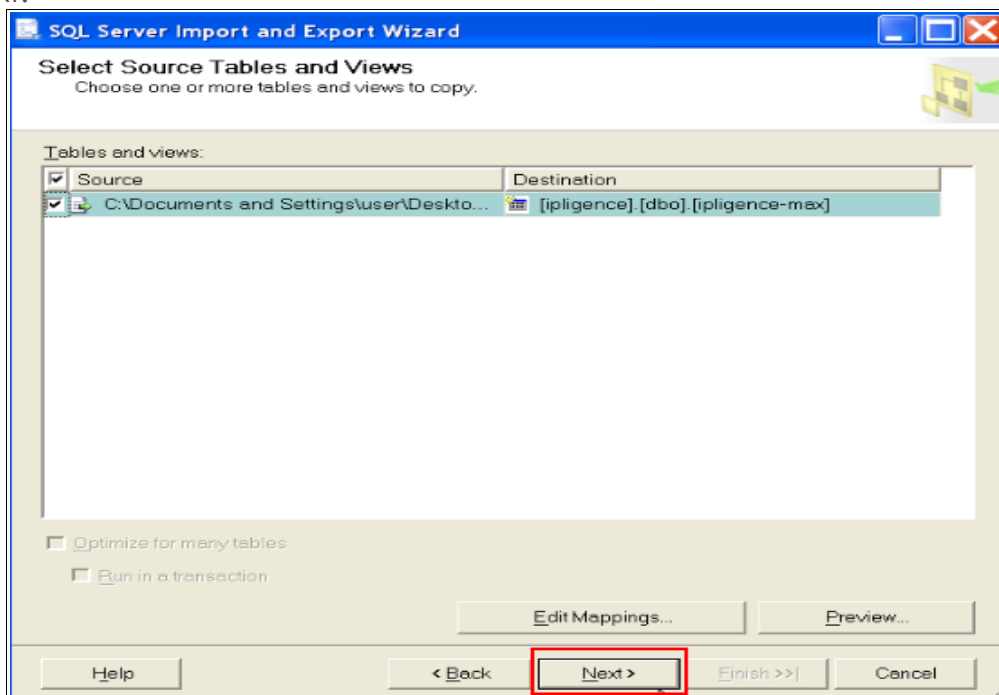 SQL Server Import and Export Wizard
Select Source Tables and Views
Choose one or more tables and views to copy.
Tables and views:
Source Destination
C:\Documents and Settings\user\Deskto... [ipligence].[dbo].[ipligence-max]
Optimize for many tables
Run in a transaction
Edit Mappings... Preview...
Help < Back Next > Finish >>| Cancel